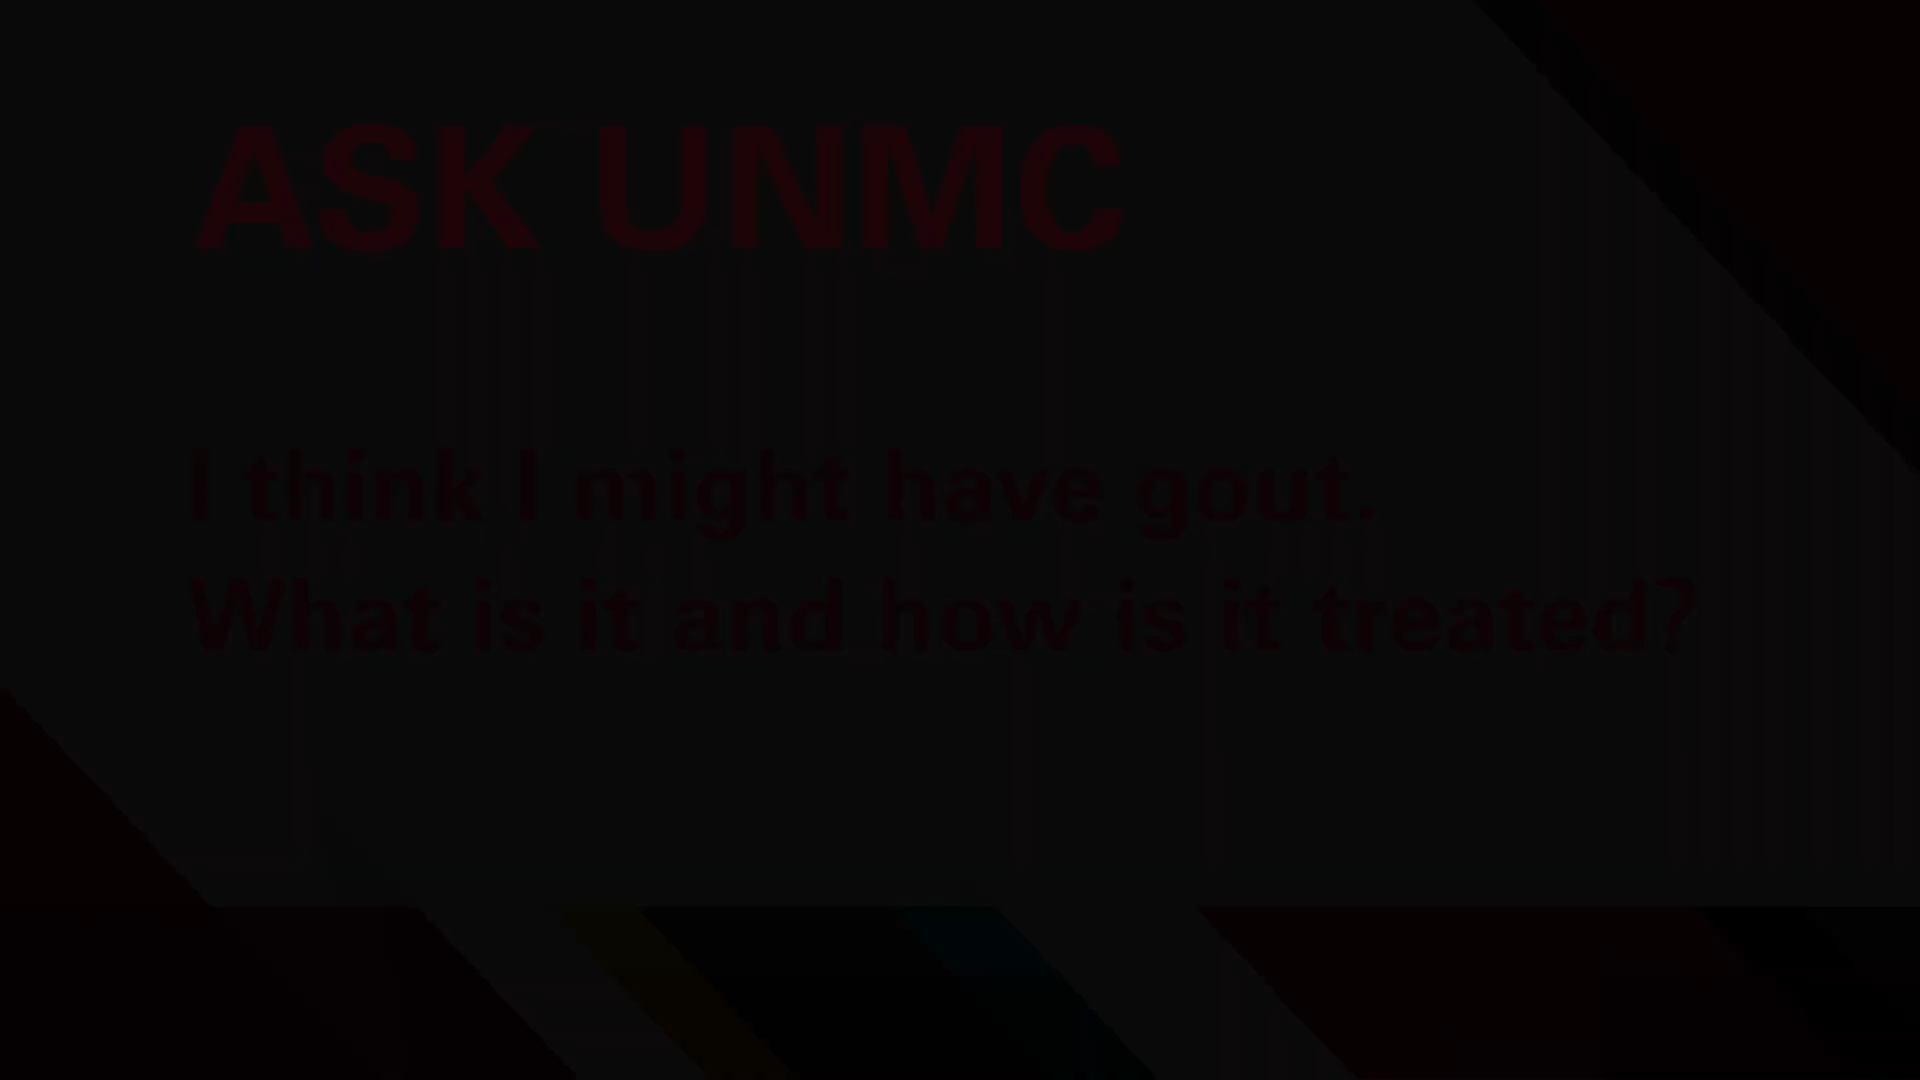 ASK UNMC
I think I might have gout.
What is it and how is it treated?